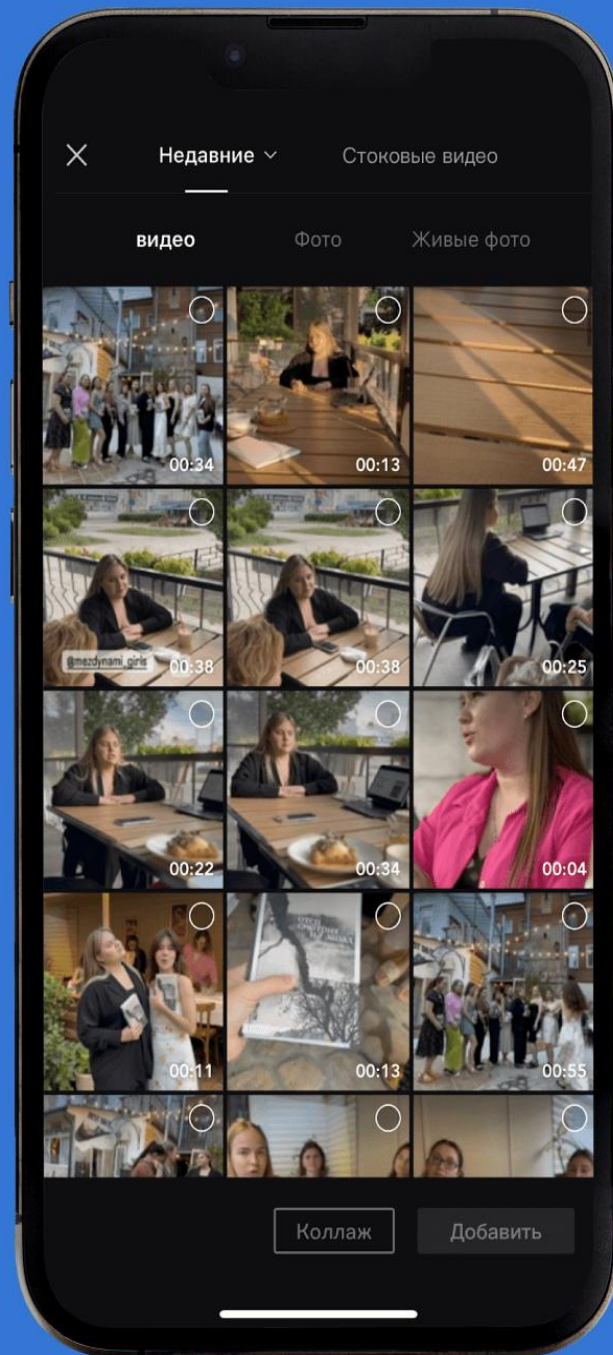 Недавние Стоковые видео
видео Фото Живые фото
00:34 00:13 00:47
@mezdynami_girls 00:38 00:38 00:25
00:22 00:34 00:04
00:11 00:13 00:55
Коллаж Добавить